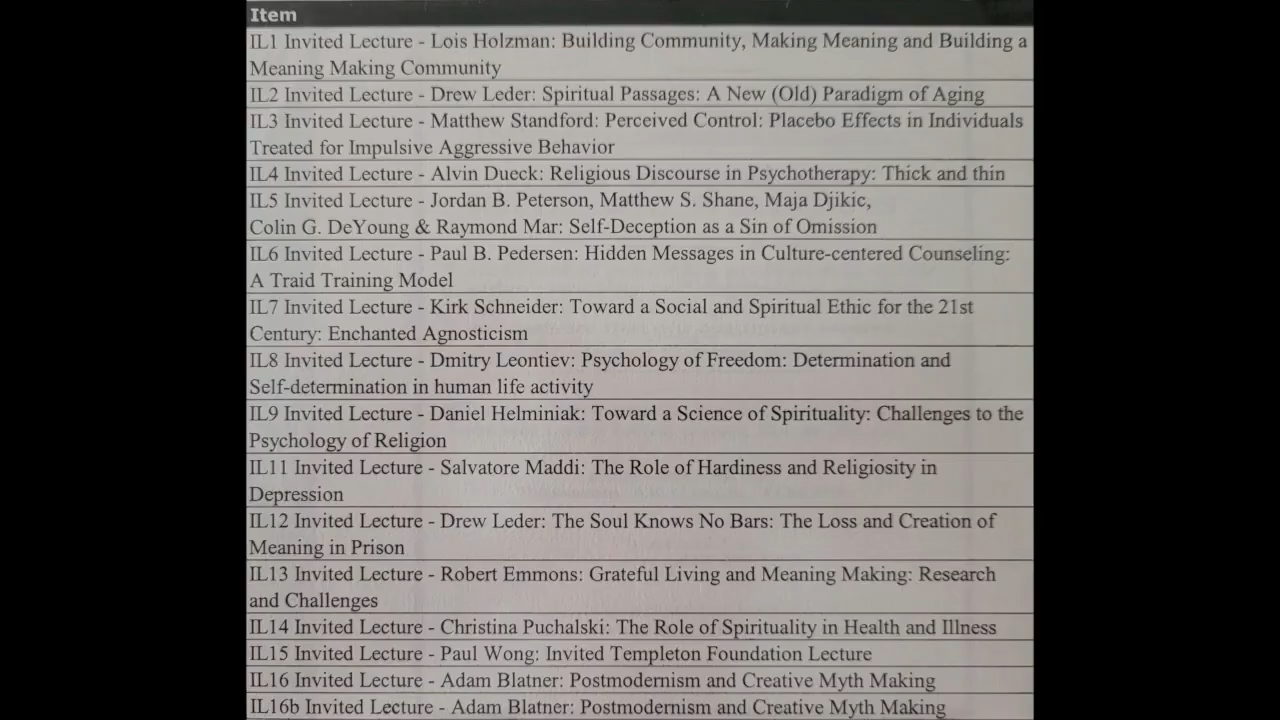 Item
IL1 Invited Lecture - Lois Holzman: Building Community, Making Meaning and Building a
Meaning Making Community
IL2 Invited Lecture - Drew Leder: Spiritual Passages: A New (Old) Paradigm of Aging
IL3 Invited Lecture - Matthew Standford: Perceived Control: Placebo Effects in Individuals
Treated for Impulsive Aggressive Behavior
IL4 Invited Lecture - Alvin Dueck: Religious Discourse in Psychotherapy: Thick and thin
IL5 Invited Lecture - Jordan B. Peterson, Matthew S. Shane, Maja Djikic,
Colin G. DeYoung & Raymond Mar: Self-Deception as a Sin of Omission
IL6 Invited Lecture - Paul B. Pedersen: Hidden Messages in Culture-centered Counseling:
A Traid Training Model
IL7 Invited Lecture - Kirk Schneider: Toward a Social and Spiritual Ethic for the 21st
Century: Enchanted Agnosticism
IL8 Invited Lecture - Dmitry Leontiev: Psychology of Freedom: Determination and
Self-determination in human life activity
IL9 Invited Lecture - Daniel Helminiak: Toward a Science of Spirituality: Challenges to the
Psychology of Religion
IL11 Invited Lecture - Salvatore Maddi: The Role of Hardiness and Religiosity in
Depression
IL12 Invited Lecture - Drew Leder: The Soul Knows No Bars: The Loss and Creation of
Meaning in Prison
IL13 Invited Lecture - Robert Emmons: Grateful Living and Meaning Making: Research
and Challenges
IL14 Invited Lecture - Christina Puchalski: The Role of Spirituality in Health and Illness
IL15 Invited Lecture - Paul Wong: Invited Templeton Foundation Lecture
IL16 Invited Lecture - Adam Blatner: Postmodernism and Creative Myth Making
IL16b Invited Lecture - Adam Blatner: Postmodernism and Creative Myth Making